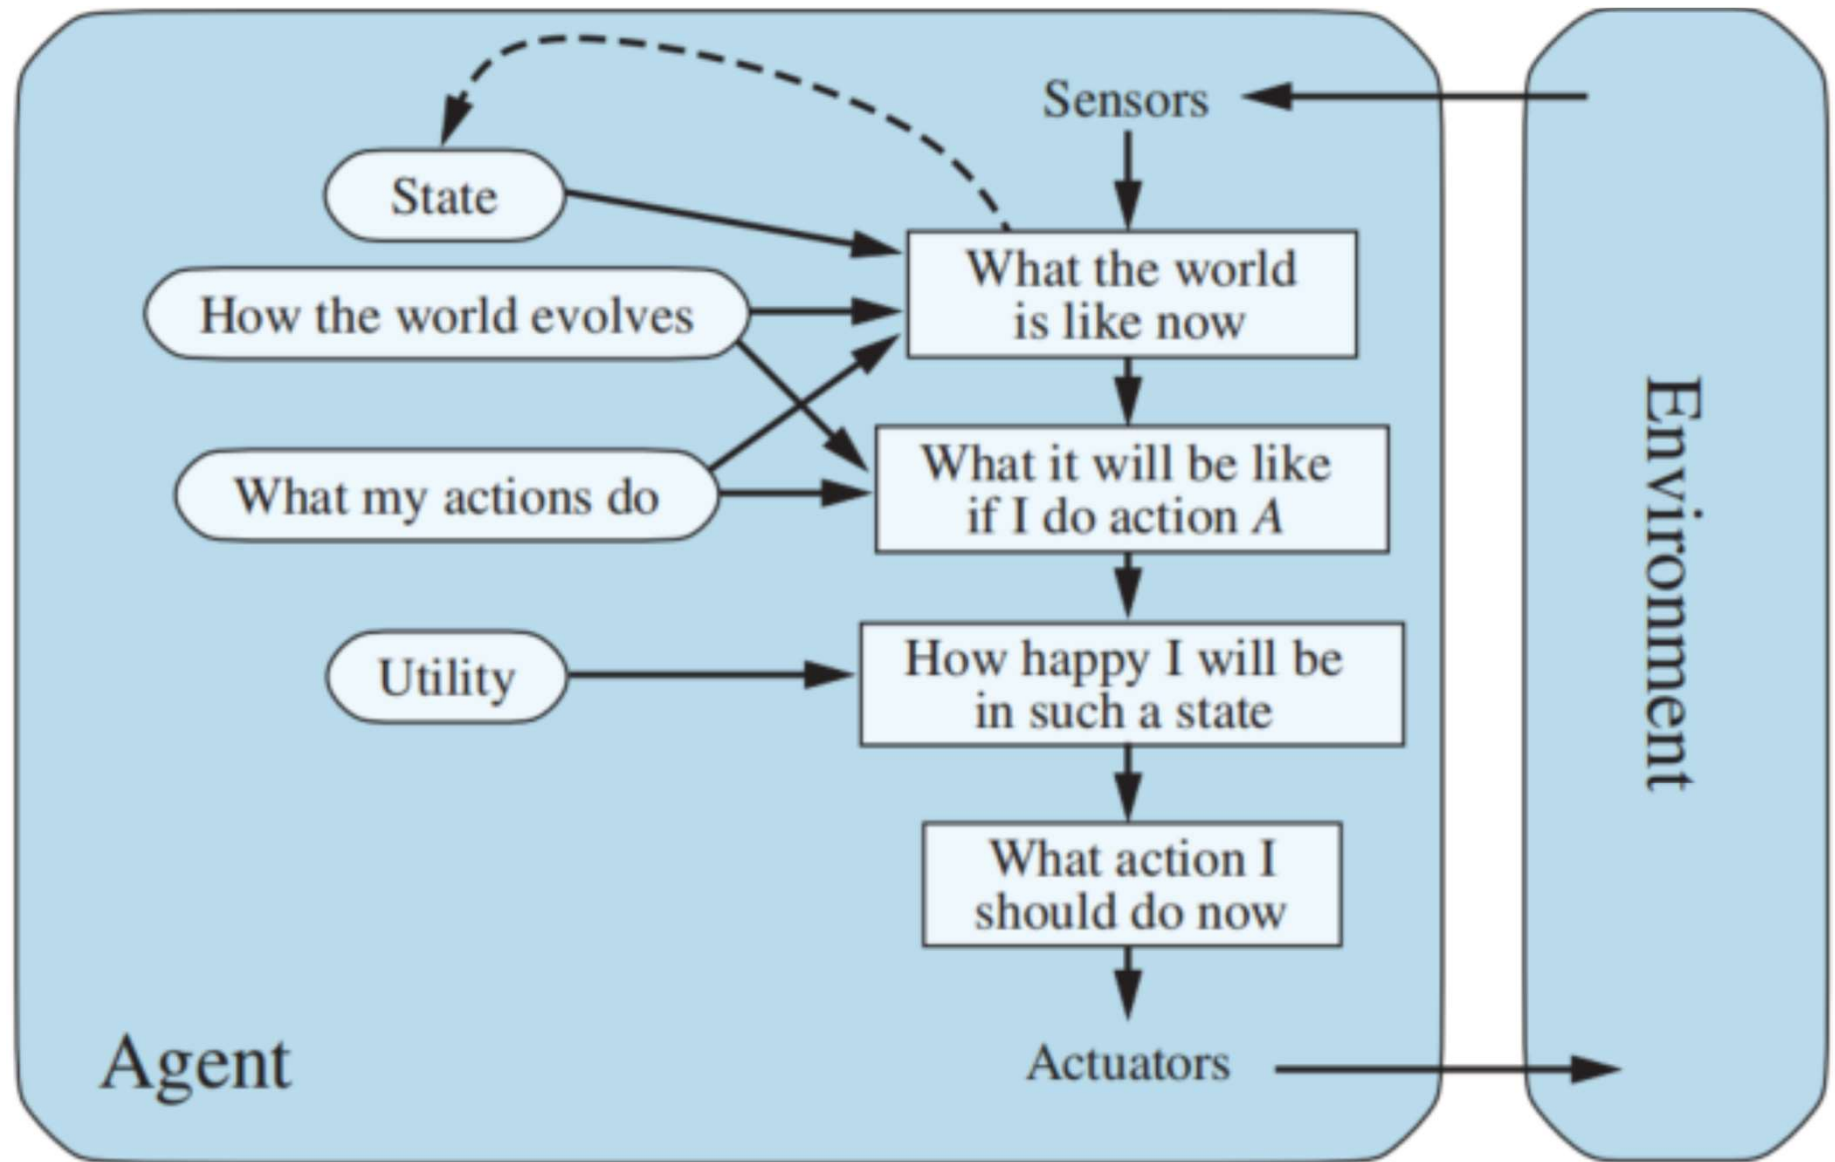 Sensors
State
What the world
is like now
How the world evolves
What it will be like
if I do action A
What my actions do
How happy I will be
in such a state
Utility
What action I
should do now
Agent
Actuators
Environment